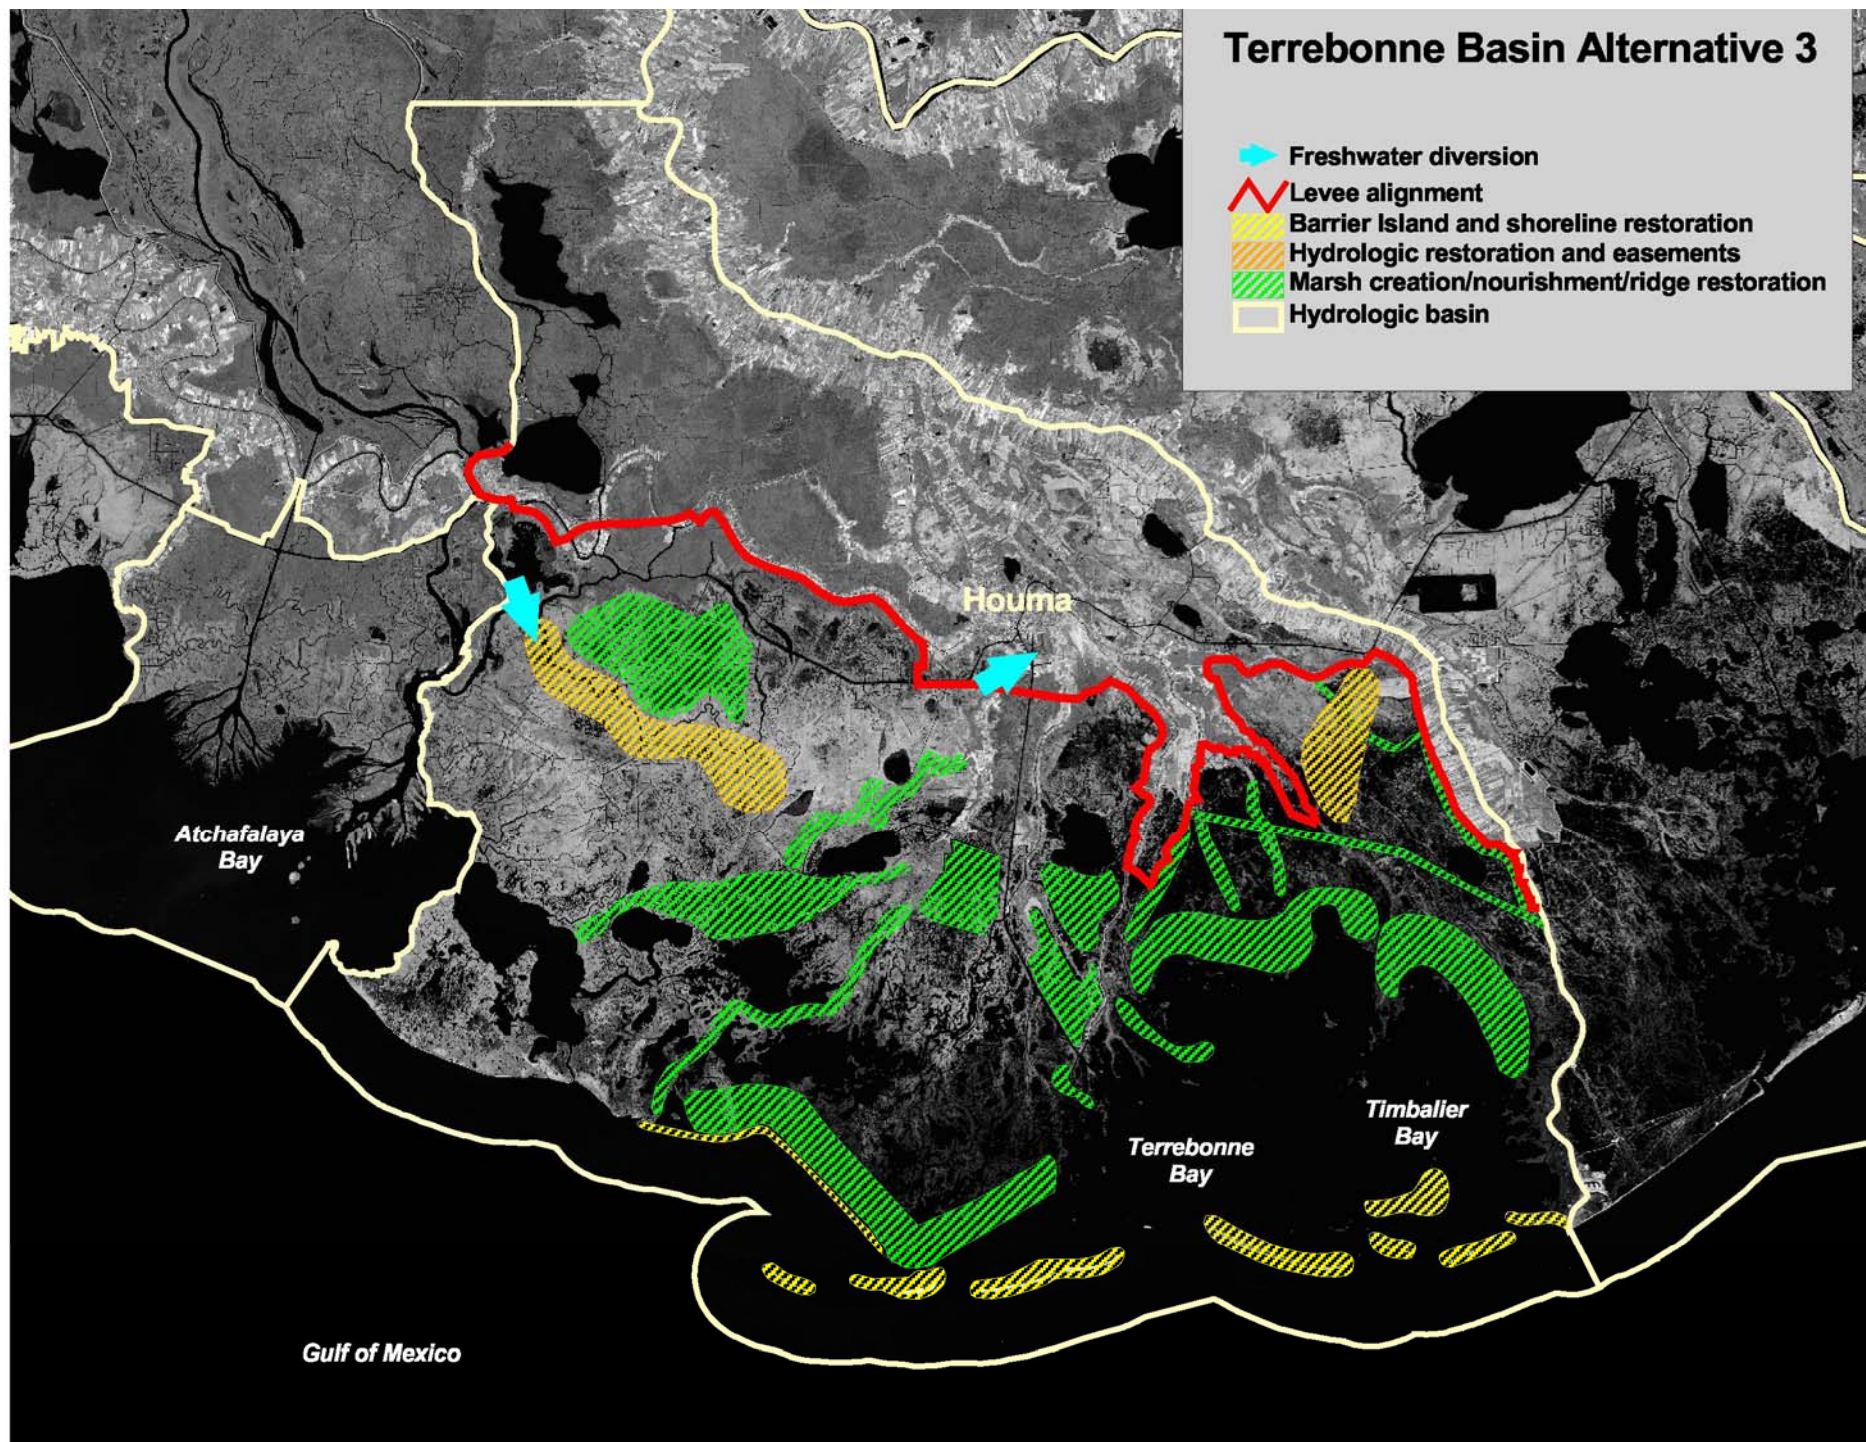 Terrebonne Basin Alternative 3
Freshwater diversion
Levee alignment
Barrier Island and shoreline restoration
Hydrologic restoration and easements
Marsh creation/nourishment/ridge restoration
Hydrologic basin
Houma
Atchafalaya
Bay
Timbalier
Bay
Terrebonne
Bay
Gulf of Mexico